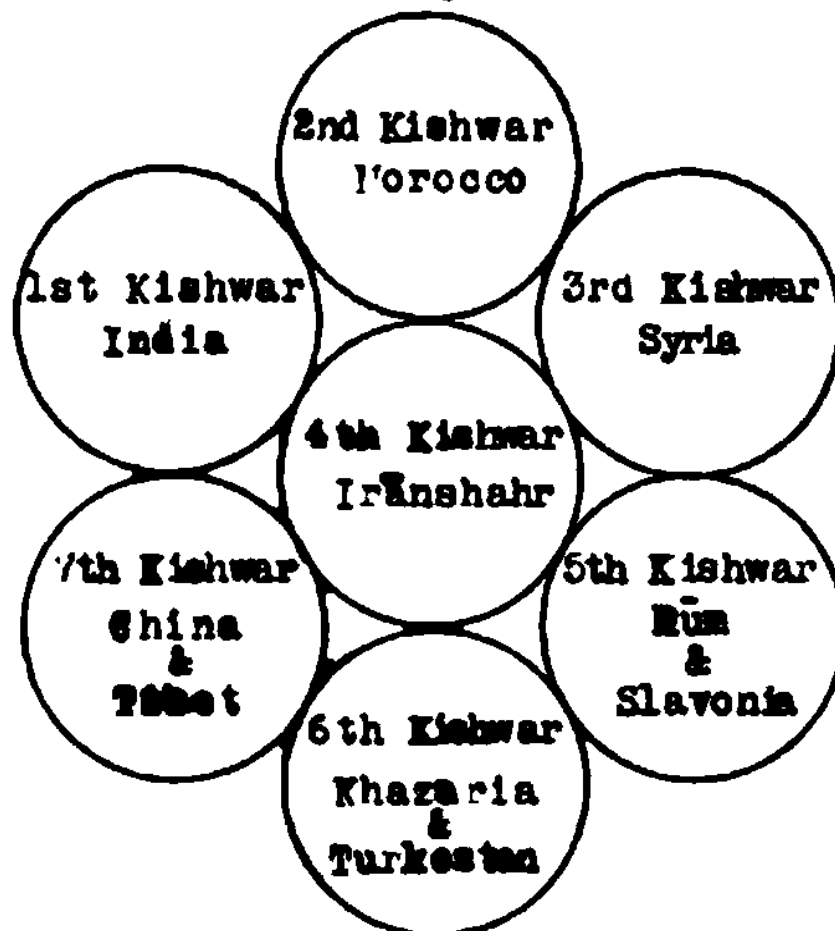 2nd Kishwar
Morocco
1st Kishwar
India
3rd Kishwar
Syria
4th Kishwar
Irānshahr
7th Kishwar
China
&
Tibet
5th Kishwar
Rūm
&
Slavonia
6th Kishwar
Khazaria
&
Turkestan